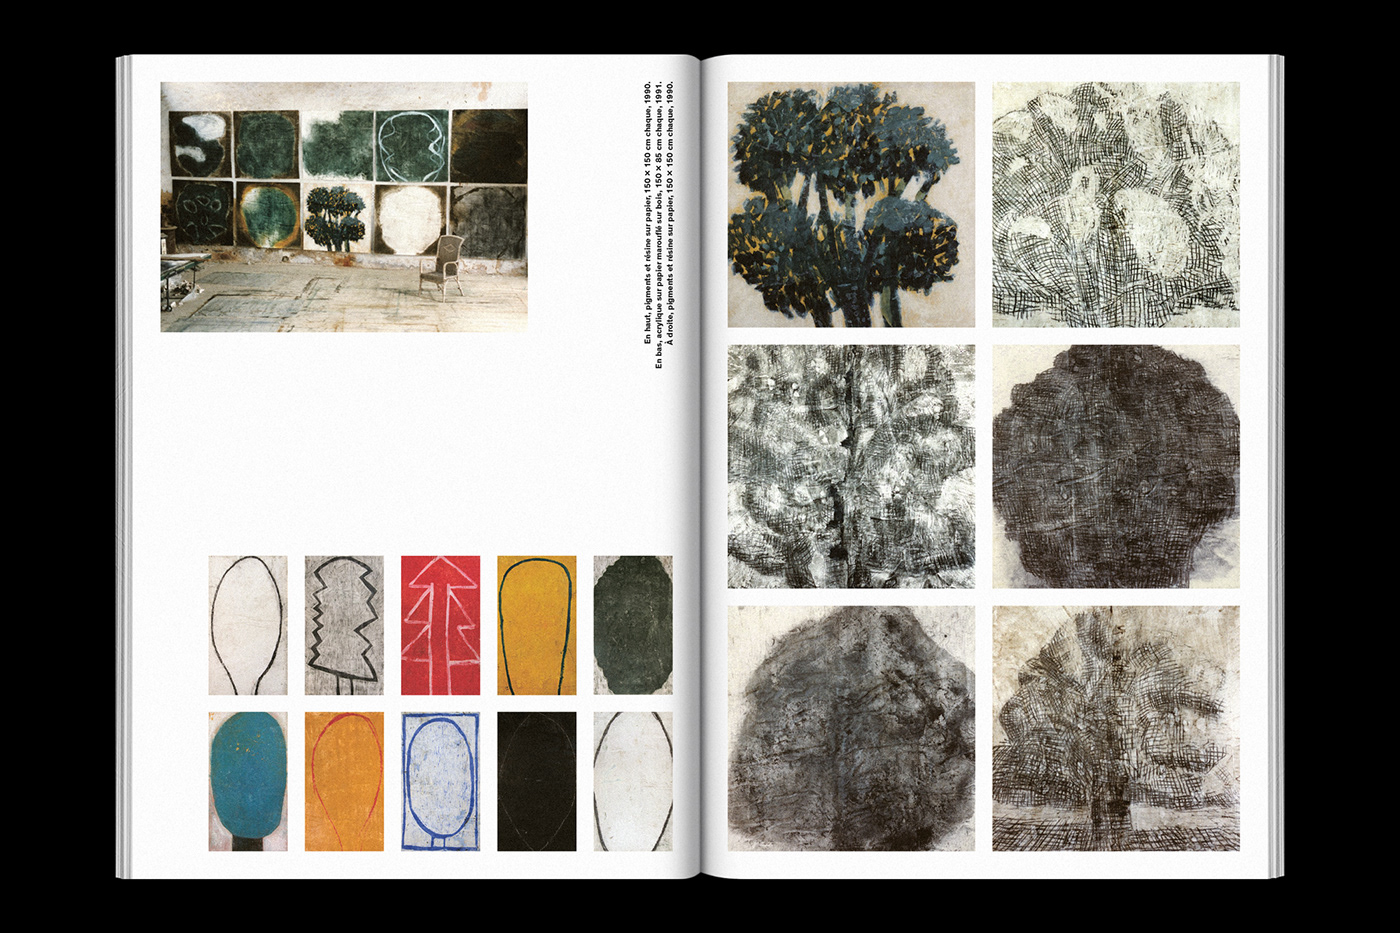 En haut, pigments et résine sur papier, 150 × 150 cm chaque, 1990.
En bas, acrylique sur papier marouflé sur bois, 150 × 85 cm chaque, 1991.
À droite, pigments et résine sur papier, 150 × 150 cm chaque, 1990.